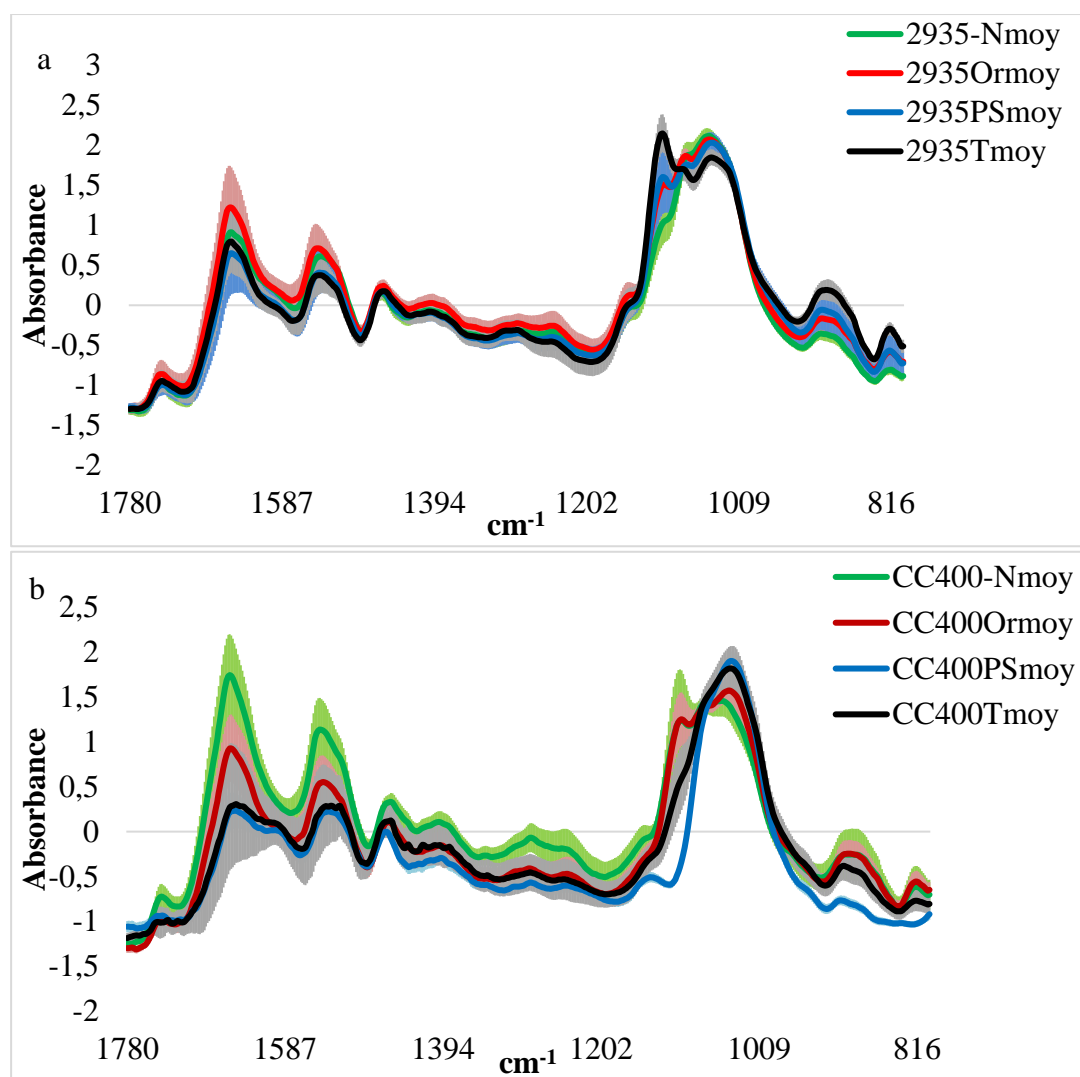 a
2935-Nmoy
2935Ormoy
2935PSmoy
2935Tmoy
3
2,5
2
1,5
1
0,5
0
-0,5
-1
-1,5
-2
Absorbance
1780 1587 1394 1202 1009 816
cm-1
b
CC400-Nmoy
CC400Ormoy
CC400PSmoy
CC400Tmoy
2,5
2
1,5
1
0,5
0
-0,5
-1
-1,5
-2
Absorbance
1780 1587 1394 1202 1009 816
cm-1